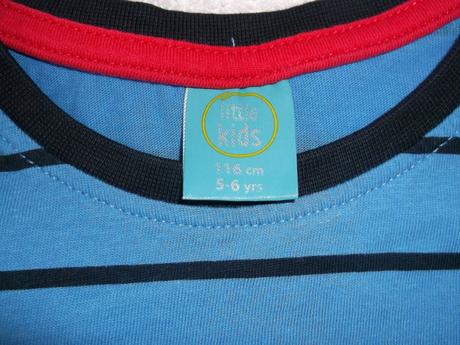 little
kids
116 cm
5-6 yrs